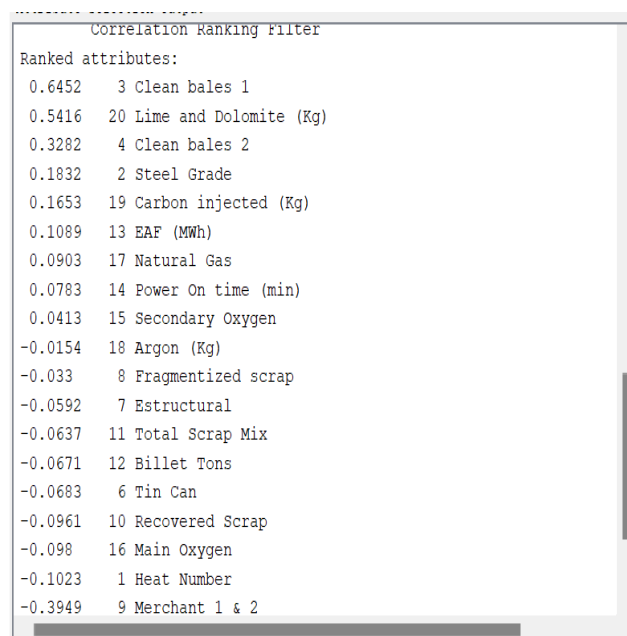 Correlation Ranking Filter
Ranked attributes:
0.6452 3 Clean bales 1
0.5416 20 Lime and Dolomite (Kg)
0.3282 4 Clean bales 2
0.1832 2 Steel Grade
0.1653 19 Carbon injected (Kg)
0.1089 13 EAF (MWh)
0.0903 17 Natural Gas
0.0783 14 Power On time (min)
0.0413 15 Secondary Oxygen
-0.0154 18 Argon (Kg)
-0.033 8 Fragmentized scrap
-0.0592 7 Estructural
-0.0637 11 Total Scrap Mix
-0.0671 12 Billet Tons
-0.0683 6 Tin Can
-0.0961 10 Recovered Scrap
-0.098 16 Main Oxygen
-0.1023 1 Heat Number
-0.3949 9 Merchant 1 & 2